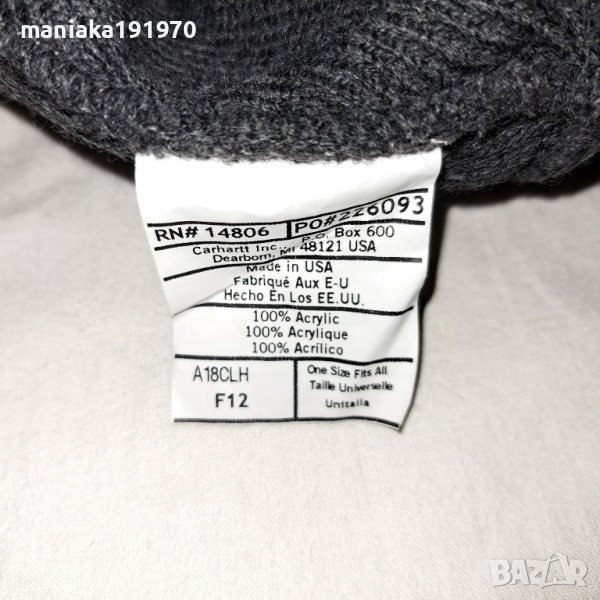 maniaka191970
RN# 14806 PO#226093
P.O. Box 600
Carhartt Inc.
Dearborn, MI 48121 USA
Made in USA
Fabriqué Aux E-U
Hecho En Los EE.UU.
100% Acrylic
100% Acrylique
100% Acrílico
A18CLH
F12
One Size Fits All
Taille Universelle
Unitalla
BAZAR